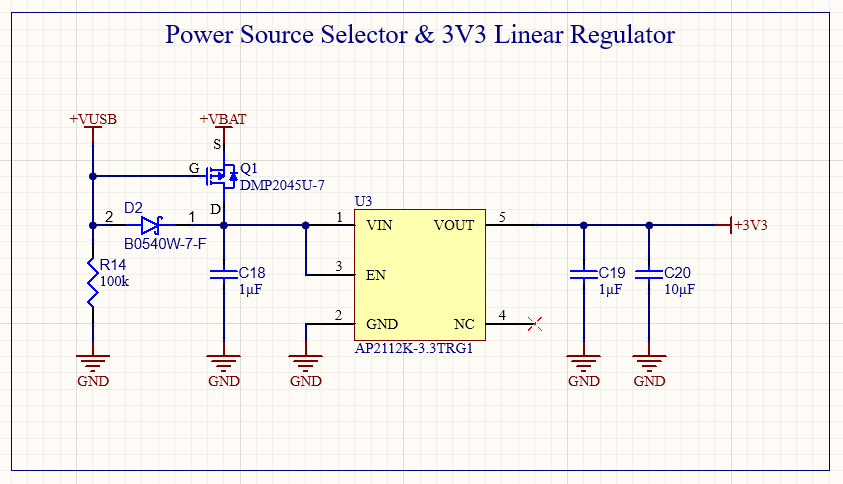 Power Source Selector & 3V3 Linear Regulator
+VUSB
+VBAT
S
G
Q1
DMP2045U-7
D
D2
2
1
B0540W-7-F
R14
100k
C18
1µF
U3
1
VIN
VOUT
5
3
EN
2
GND
NC
4
AP2112K-3.3TRG1
+3V3
C19
1µF
C20
10µF
GND
GND
GND
GND
GND